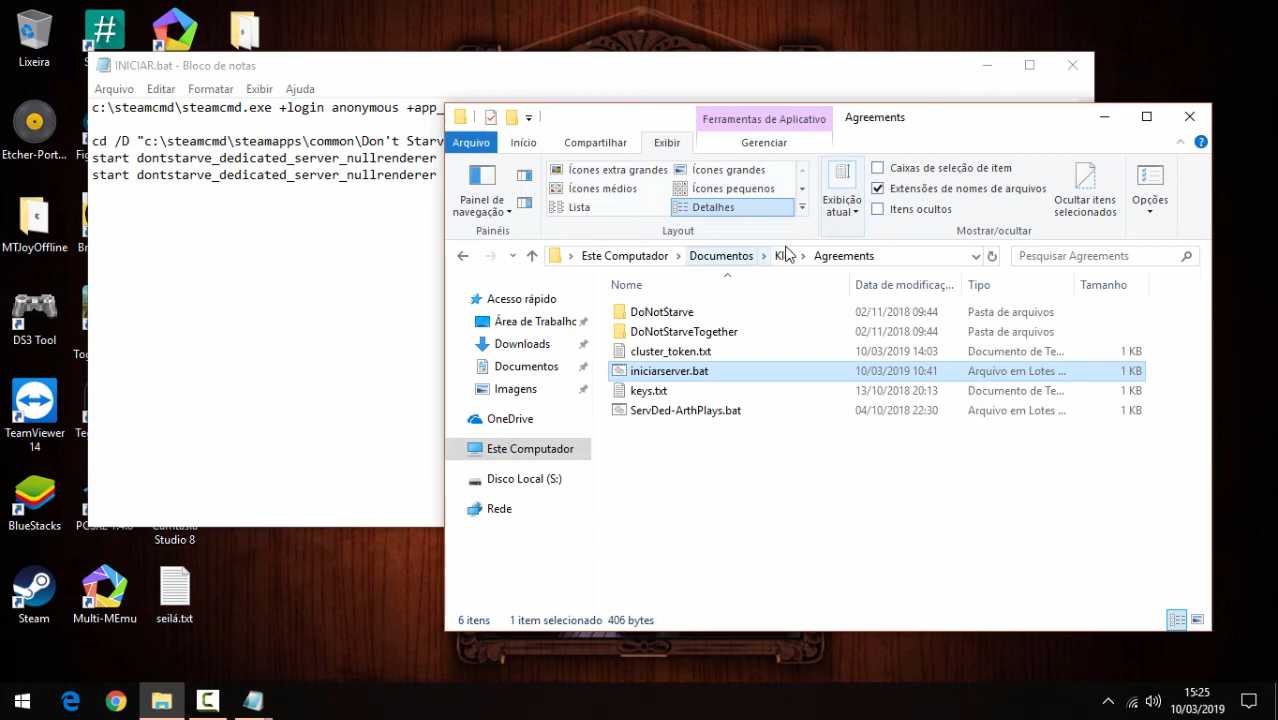 Lixeira
INICIAR.bat - Bloco de notas
Arquivo Editar Formatar Exibir Ajuda
c:\steamcmd\steamcmd.exe +login anonymous +app_
cd /D "c:\steamcmd\steamapps\common\Don't Starv
start dontstarve_dedicated_server_nullrenderer
start dontstarve_dedicated_server_nullrenderer
Ferramentas de Aplicativo
Agreements
Arquivo Início Compartilhar Exibir Gerenciar
Painel de
navegação
Painéis
Ícones extra grandes
Ícones grandes
Ícones médios
Ícones pequenos
Lista
Detalhes
Layout
Exibição
atual
Caixas de seleção de item
Extensões de nomes de arquivos
Itens ocultos
Ocultar itens
selecionados
Mostrar/ocultar
Opções
Este Computador
Documentos
Agreements
Pesquisar Agreements
Acesso rápido
Área de Trabalhc
Downloads
Documentos
Imagens
OneDrive
Este Computador
Disco Local (S:)
Rede
Nome Data de modificaç... Tipo Tamanho
DoNotStarve 02/11/2018 09:44 Pasta de arquivos
DoNotStarveTogether 02/11/2018 09:44 Pasta de arquivos
cluster_token.txt 10/03/2019 14:03 Documento de Te... 1 KB
iniciarserver.bat 10/03/2019 10:41 Arquivo em Lotes ... 1 KB
keys.txt 13/10/2018 20:13 Documento de Te... 1 KB
ServDed-ArthPlays.bat 04/10/2018 22:30 Arquivo em Lotes ... 1 KB
6 itens 1 item selecionado 406 bytes
Etcher-Port...
MTJoyOffline
DS3 Tool
TeamViewer
14
BlueStacks
Camtasia
Studio 8
Steam
Multi-MEmu
seilá.txt
15:25
10/03/2019